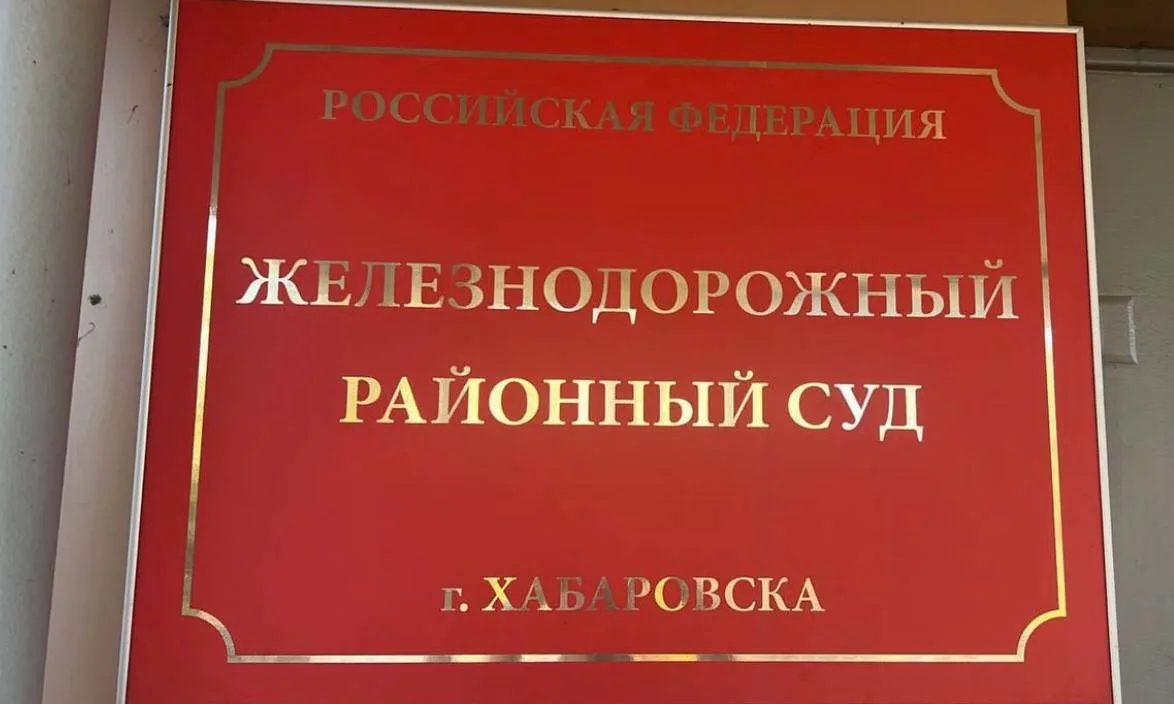 РОССИЙСКАЯ ФЕДЕРАЦИЯ
ЖЕЛЕЗНОДОРОЖНЫЙ
РАЙОННЫЙ СУД
г. ХАБАРОВСКА